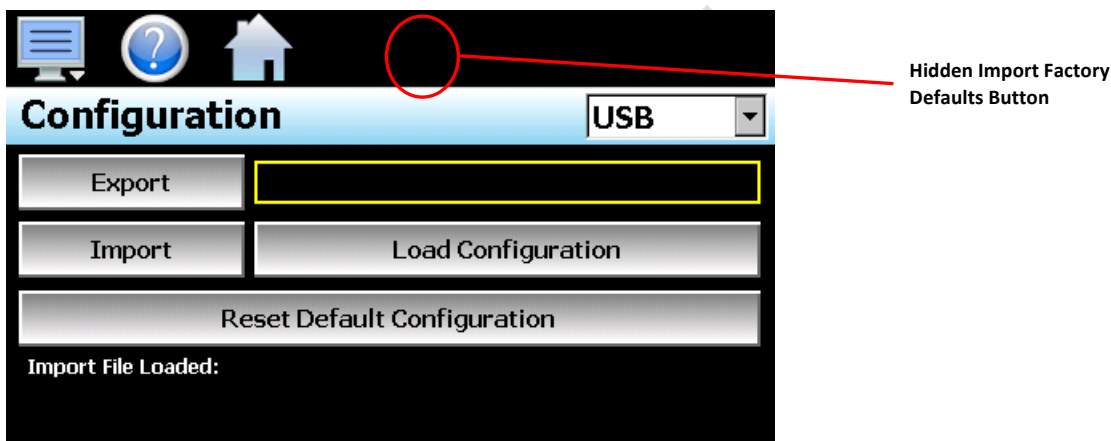 ?
Configuration
USB
Export
Import
Load Configuration
Reset Default Configuration
Import File Loaded:
Hidden Import Factory
Defaults Button